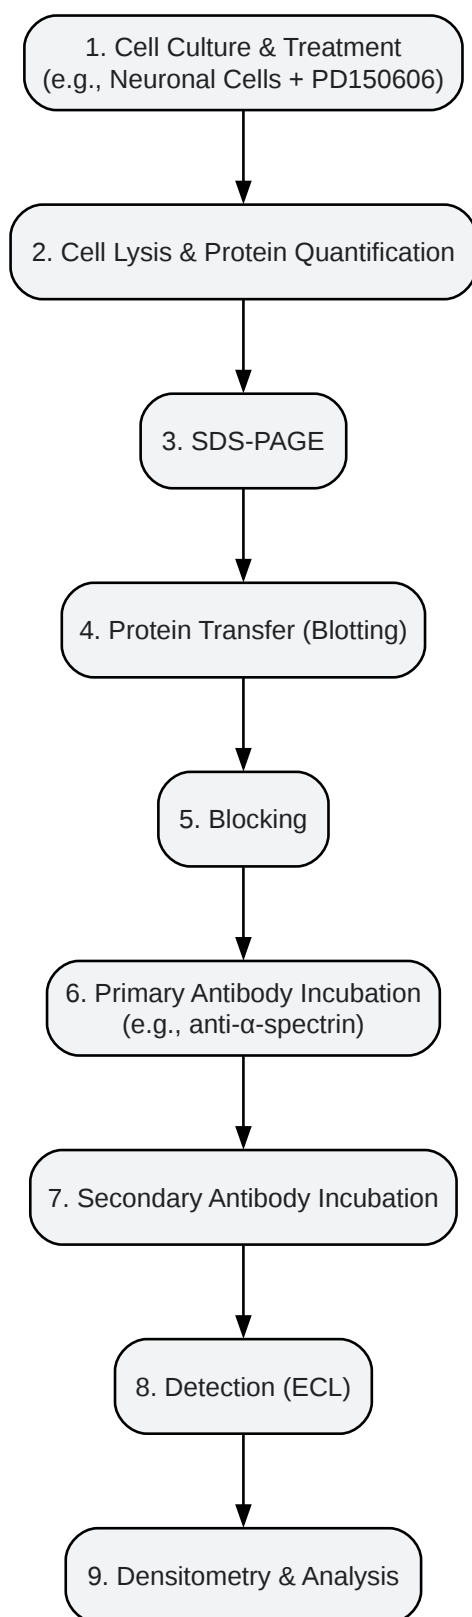 1. Cell Culture & Treatment
(e.g., Neuronal Cells + PD150606)
2. Cell Lysis & Protein Quantification
3. SDS-PAGE
4. Protein Transfer (Blotting)
5. Blocking
6. Primary Antibody Incubation
(e.g., anti-α-spectrin)
7. Secondary Antibody Incubation
8. Detection (ECL)
9. Densitometry & Analysis